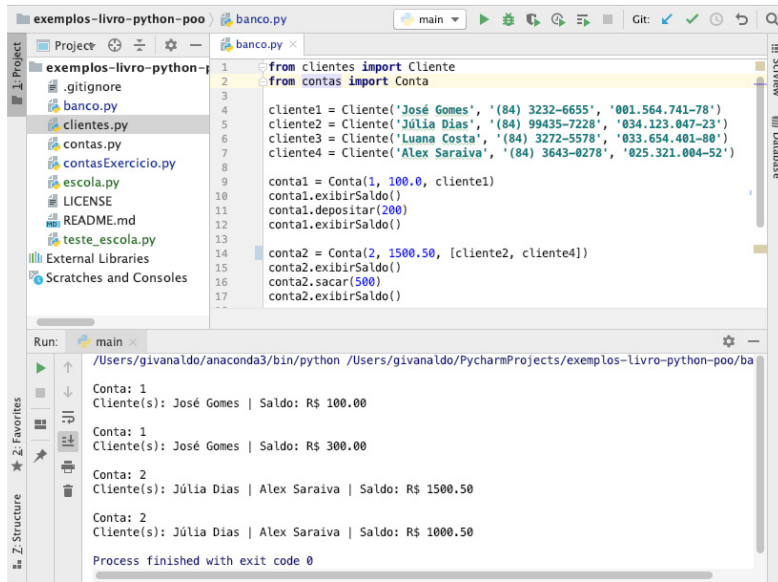 exemplos-livro-python-poo
banco.py
main
Git:
1: Project
Project
banco.py
exemplos-livro-python-p
.gitignore
banco.py
clientes.py
contas.py
contasExercicio.py
escola.py
LICENSE
README.md
teste_escola.py
External Libraries
Scratches and Consoles
1 from clientes import Cliente
2 from contas import Conta
3
4 cliente1 = Cliente('José Gomes', '(84) 3232-6655', '001.564.741-78')
5 cliente2 = Cliente('Júlia Dias', '(84) 99435-7228', '034.123.047-23')
6 cliente3 = Cliente('Luana Costa', '(84) 3272-5578', '033.654.401-80')
7 cliente4 = Cliente('Alex Saraiva', '(84) 3643-0278', '025.321.004-52')
8
9 conta1 = Conta(1, 100.0, cliente1)
10 conta1.exibirSaldo()
11 conta1.depositar(200)
12 conta1.exibirSaldo()
13
14 conta2 = Conta(2, 1500.50, [cliente2, cliente4])
15 conta2.exibirSaldo()
16 conta2.sacar(500)
17 conta2.exibirSaldo()
SciView
Database
Run:
main
/Users/givanaldo/anaconda3/bin/python /Users/givanaldo/PycharmProjects/exemplos-livro-python-poo/ba
Conta: 1
Cliente(s): José Gomes | Saldo: R$ 100.00
Conta: 1
Cliente(s): José Gomes | Saldo: R$ 300.00
Conta: 2
Cliente(s): Júlia Dias | Alex Saraiva | Saldo: R$ 1500.50
Conta: 2
Cliente(s): Júlia Dias | Alex Saraiva | Saldo: R$ 1000.50
Process finished with exit code 0
2: Favorites
Z: Structure